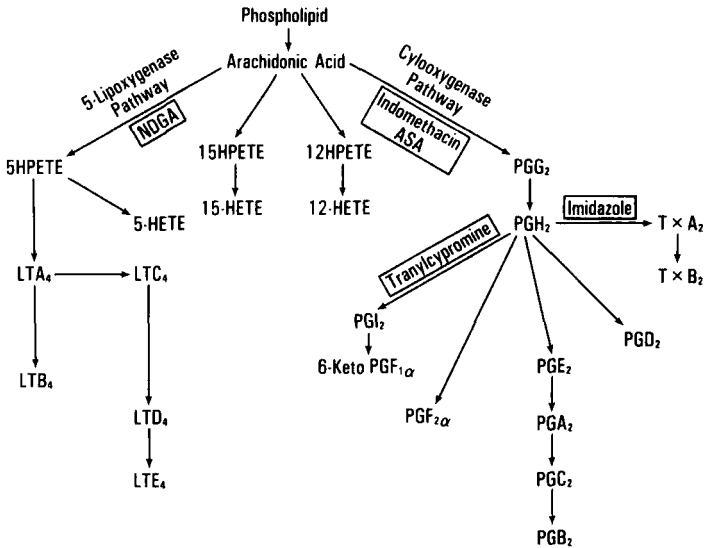 Phospholipid
Arachidonic Acid
5-Lipoxygenase
Pathway
NDGA
Cylooxygenase
Pathway
Indomethacin
ASA
5HPETE
15HPETE
12HPETE
PGG₂
5-HETE
15-HETE
12-HETE
PGH₂
Imidazole
T × A₂
Tranylcypromine
LTA₄
LTC₄
T × B₂
PGI₂
PGD₂
6-Keto PGF₁α
PGE₂
LTB₄
LTD₄
PGF₂α
PGA₂
LTE₄
PGC₂
PGB₂